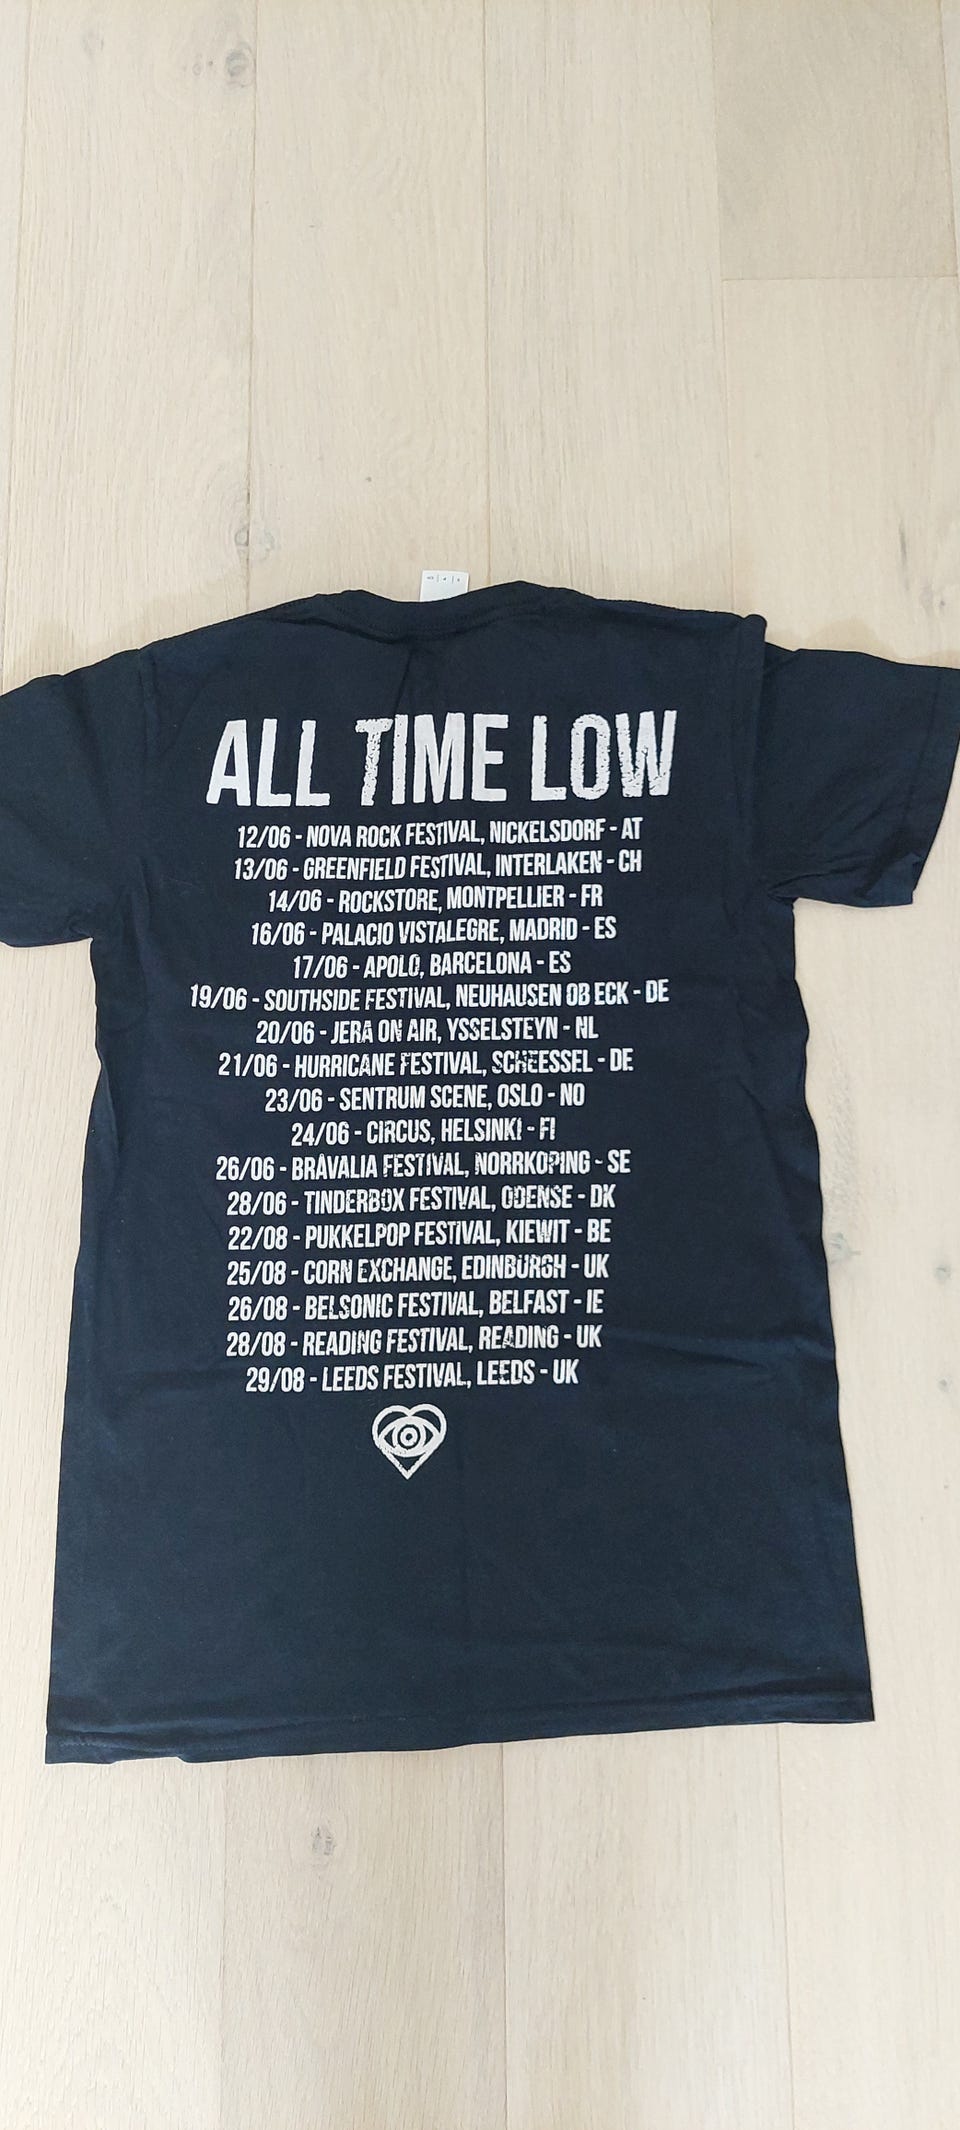 ALL TIME LOW
12/06 - NOVA ROCK FESTIVAL, NICKELSDORF - AT
13/06 - GREENFIELD FESTIVAL, INTERLAKEN - CH
14/06 - ROCKSTORE, MONTPELLIER - FR
16/06 - PALACIO VISTALEGRE, MADRID - ES
17/06 - APOLO, BARCELONA - ES
19/06 - SOUTHSIDE FESTIVAL, NEUHAUSEN OB ECK - DE
20/06 - JERA ON AIR, YSSELSTEYN - NL
21/06 - HURRICANE FESTIVAL, SCHEESSEL - DE
23/06 - SENTRUM SCENE, OSLO - NO
24/06 - CIRCUS, HELSINKI - FI
26/06 - BRÅVALIA FESTIVAL, NORRKOPING - SE
28/06 - TINDERBOX FESTIVAL, ODENSE - DK
22/08 - PUKKELPOP FESTIVAL, KIEWIT - BE
25/08 - CORN EXCHANGE, EDINBURGH - UK
26/08 - BELSONIC FESTIVAL, BELFAST - IE
28/08 - READING FESTIVAL, READING - UK
29/08 - LEEDS FESTIVAL, LEEDS - UK